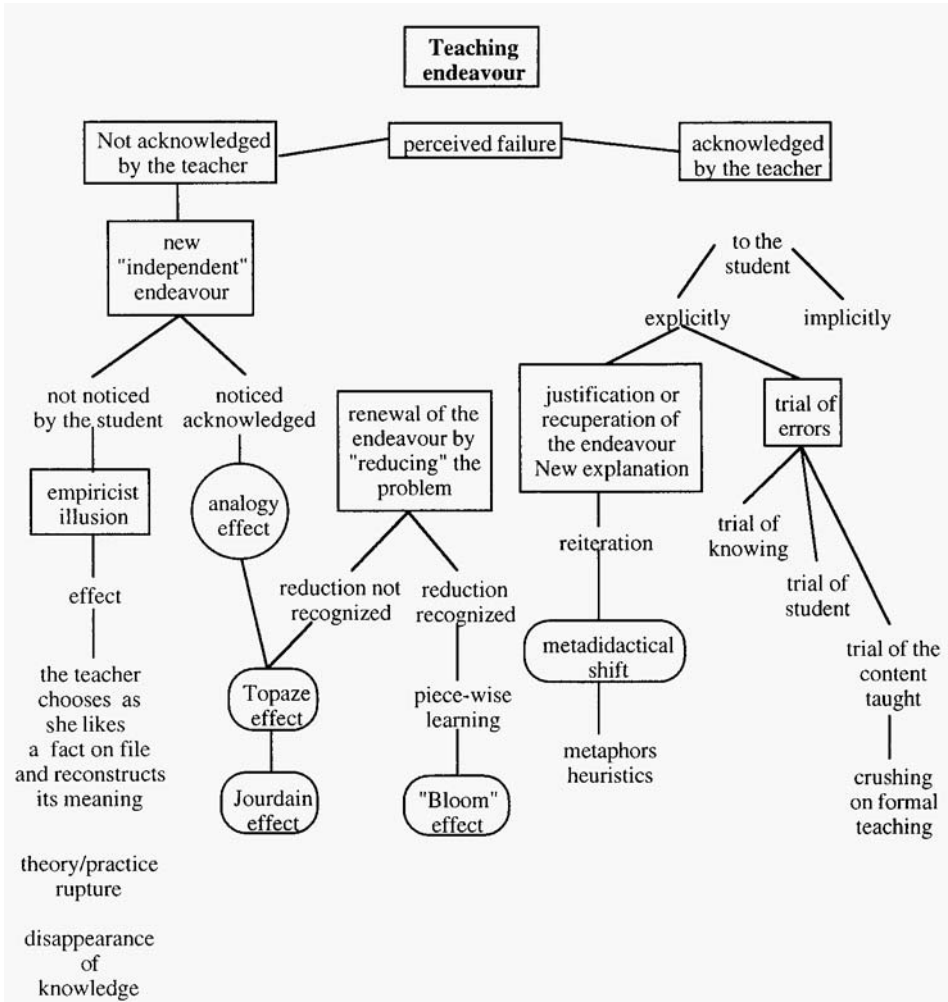 Teaching
endeavour
Not acknowledged
by the teacher
perceived failure
acknowledged
by the teacher
new
"independent"
endeavour
to the
student
explicitly
implicitly
not noticed
by the student
noticed
acknowledged
renewal of the
endeavour by
"reducing" the
problem
justification or
recuperation of
the endeavour
New explanation
trial of
errors
empiricist
illusion
analogy
effect
reiteration
trial of
knowing
trial of
student
effect
reduction not
recognized
reduction
recognized
metadidactical
shift
trial of the
content
taught
the teacher
chooses as
she likes
a fact on file
and reconstructs
its meaning
Topaze
effect
piece-wise
learning
metaphors
heuristics
crushing
on formal
teaching
Jourdain
effect
"Bloom"
effect
theory/practice
rupture
disappearance
of
knowledge